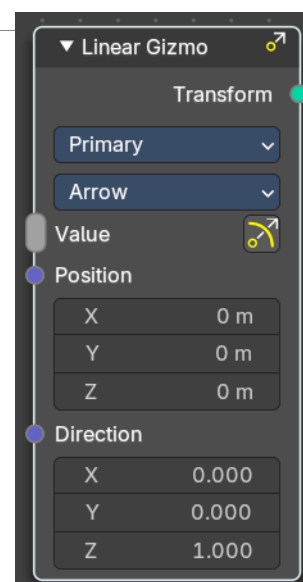 Linear Gizmo
Transform
Primary
Arrow
Value
Position
X 0 m
Y 0 m
Z 0 m
Direction
X 0.000
Y 0.000
Z 1.000